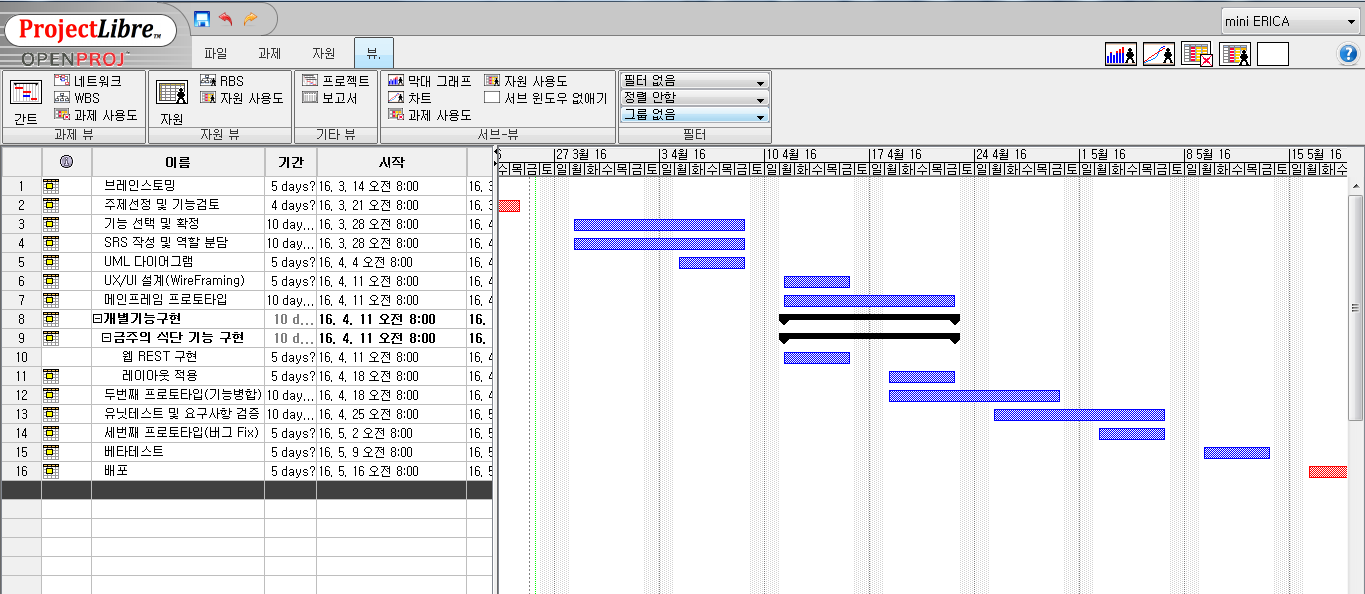 ProjectLibre™
OPENPROJ
mini ERICA
파일 과제 자원 뷰.
간트
네트워크
WBS
과제 사용도
과제 뷰
자원
RBS
자원 사용도
자원 뷰
프로젝트
보고서
기타 뷰
막대 그래프
차트
과제 사용도
자원 사용도
서브 윈도우 없애기
서브-뷰
필터 없음
정렬 안함
그룹 없음
필터
이름 기간 시작
27 3월 16 3 4월 16 10 4월 16 17 4월 16 24 4월 16 1 5월 16 8 5월 16 15 5월 16
수 목 금 토 일 월 화 수 목 금 토 일 월 화 수 목 금 토 일 월 화 수 목 금 토 일 월 화 수 목 금 토 일 월 화 수 목 금 토 일 월 화 수 목 금 토 일 월 화 수 목 금 토 일 월 화 수
1 브레인스토밍 5 days? 16. 3. 14 오전 8:00 16. 3
2 주제선정 및 기능검토 4 days? 16. 3. 21 오전 8:00 16. 3
3 기능 선택 및 확정 10 day... 16. 3. 28 오전 8:00 16. 4
4 SRS 작성 및 역할 분담 10 day... 16. 3. 28 오전 8:00 16. 4
5 UML 다이어그램 5 days? 16. 4. 4 오전 8:00 16. 4
6 UX/UI 설계(WireFraming) 5 days? 16. 4. 11 오전 8:00 16. 4
7 메인프레임 프로토타입 10 day... 16. 4. 11 오전 8:00 16. 4
8 개별기능구현 10 d... 16. 4. 11 오전 8:00 16.
9 금주의 식단 기능 구현 10 d... 16. 4. 11 오전 8:00 16.
10 웹 REST 구현 5 days? 16. 4. 11 오전 8:00 16. 4
11 레이아웃 적용 5 days? 16. 4. 18 오전 8:00 16. 4
12 두번째 프로토타입(기능병합) 10 day... 16. 4. 18 오전 8:00 16. 4
13 유닛테스트 및 요구사항 검증 10 day... 16. 4. 25 오전 8:00 16. 5
14 세번째 프로토타입(버그 Fix) 5 days? 16. 5. 2 오전 8:00 16. 5
15 베타테스트 5 days? 16. 5. 9 오전 8:00 16. 5
16 배포 5 days? 16. 5. 16 오전 8:00 16. 5